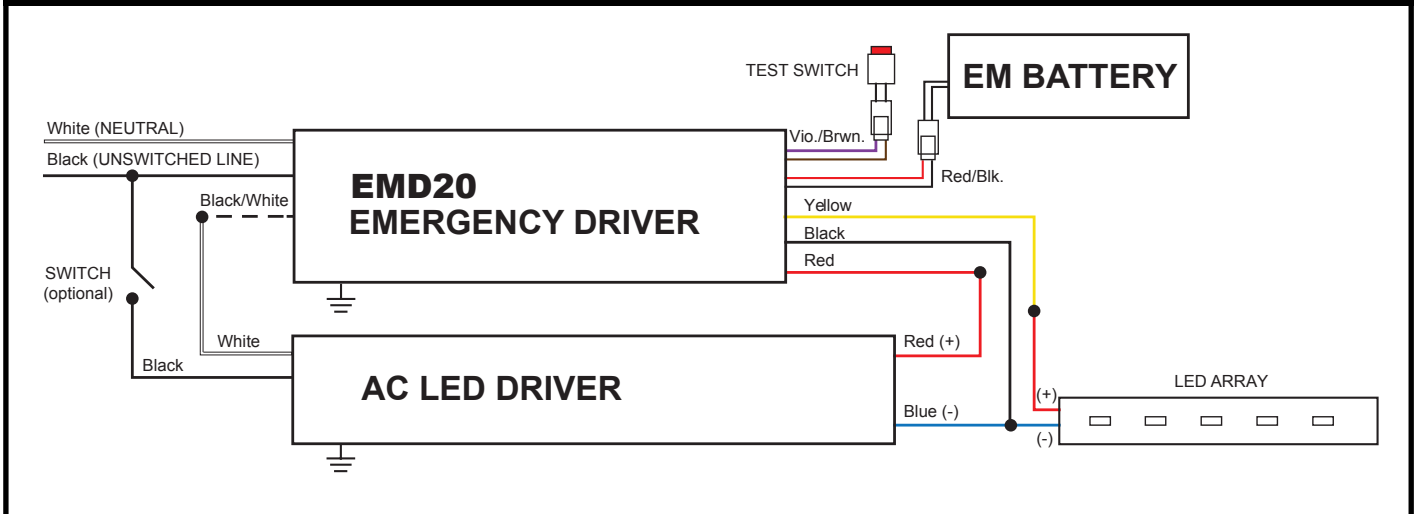 TEST SWITCH
EM BATTERY
White (NEUTRAL)
Black (UNSWITCHED LINE)
Vio./Brwn.
Red/Blk.
Black/White
EMD20
EMERGENCY DRIVER
Yellow
Black
Red
SWITCH
(optional)
White
Black
AC LED DRIVER
Red (+)
Blue (-)
LED ARRAY
(+)
(-)